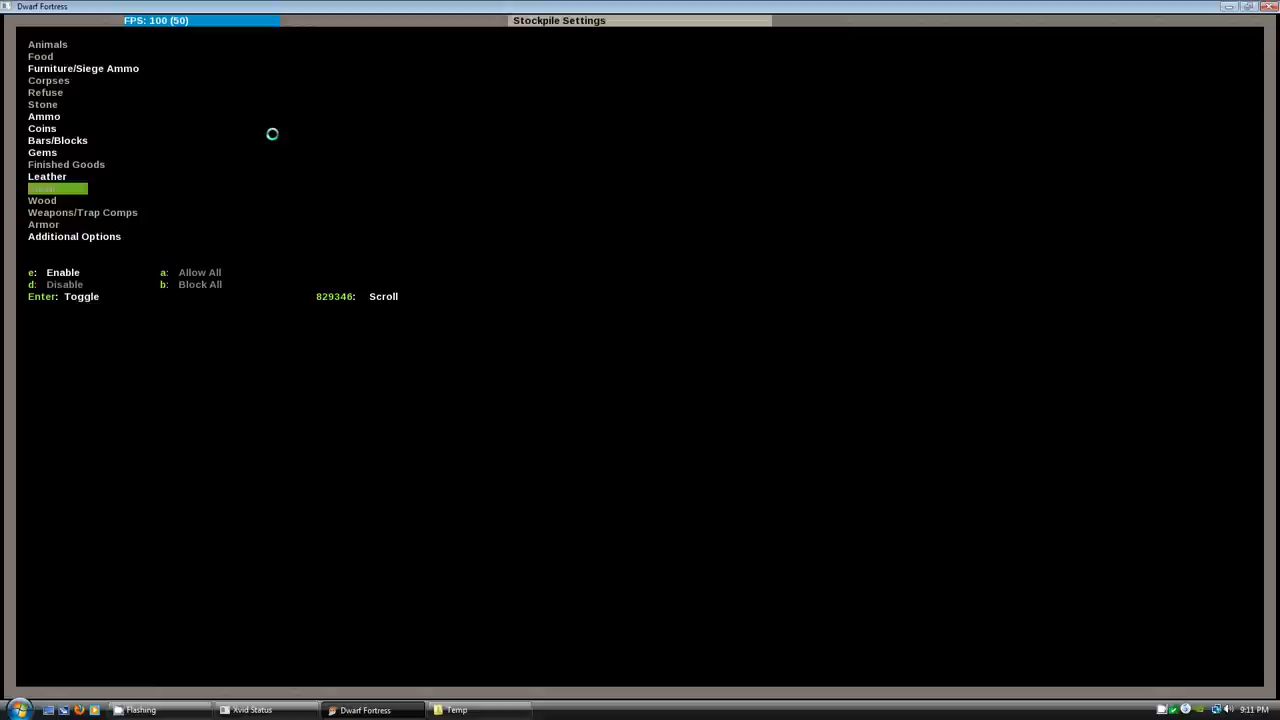 Dwarf Fortress
FPS: 100 (50)
Stockpile Settings
Animals
Food
Furniture/Siege Ammo
Corpses
Refuse
Stone
Ammo
Coins
Bars/Blocks
Gems
Finished Goods
Leather
Wood
Weapons/Trap Comps
Armor
Additional Options
e: Enable a: Allow All
d: Disable b: Block All
Enter: Toggle 829346: Scroll
Flashing Xvid Status Dwarf Fortress Temp 9:11 PM